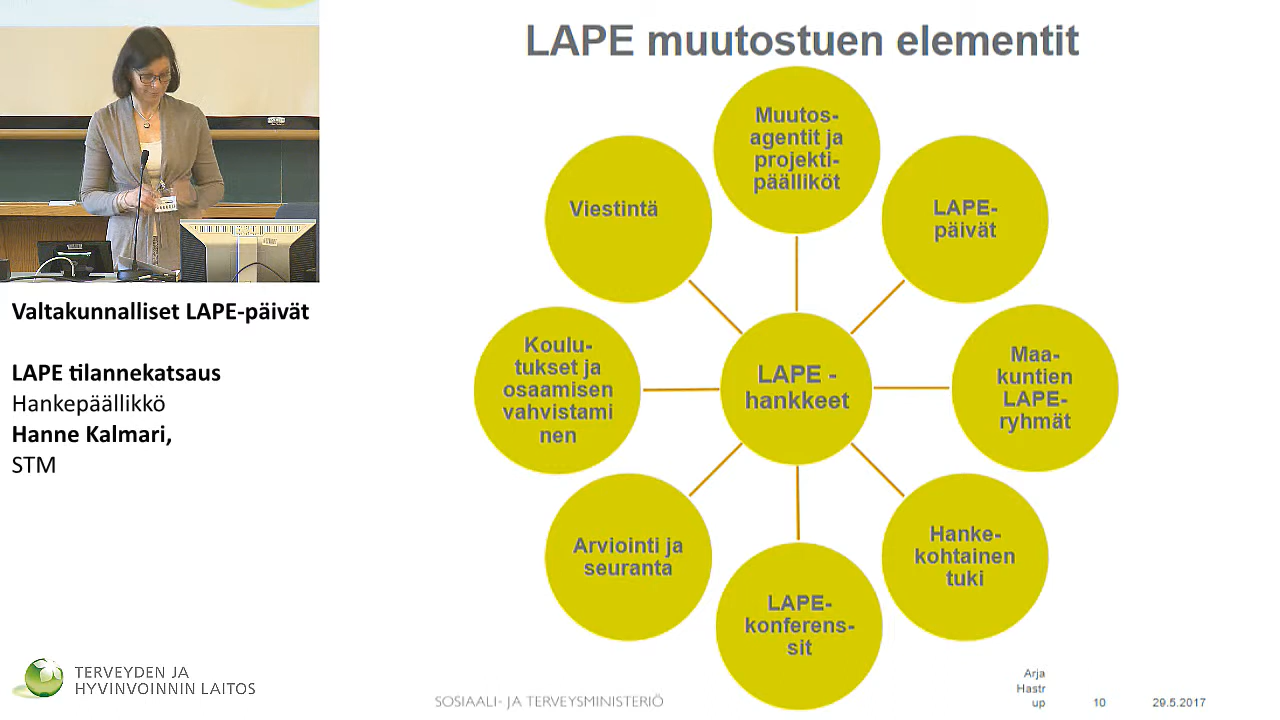 LAPE muutostuen elementit
Muutos-
agentit ja
projekti-
päälliköt
LAPE-
päivät
Maa-
kuntien
LAPE-
ryhmät
Hanke-
kohtainen
tuki
LAPE-
konferens-
sit
Arviointi ja
seuranta
Koulu-
tukset ja
osaamisen
vahvistami
nen
Viestintä
LAPE -
hankkeet
Valtakunnalliset LAPE-päivät
LAPE tilannekatsaus
Hankepäällikkö
Hanne Kalmari,
STM
TERVEYDEN JA
HYVINVOINNIN LAITOS
SOSIAALI- JA TERVEYSMINISTERIÖ
Arja
Hastr
up
10
29.5.2017